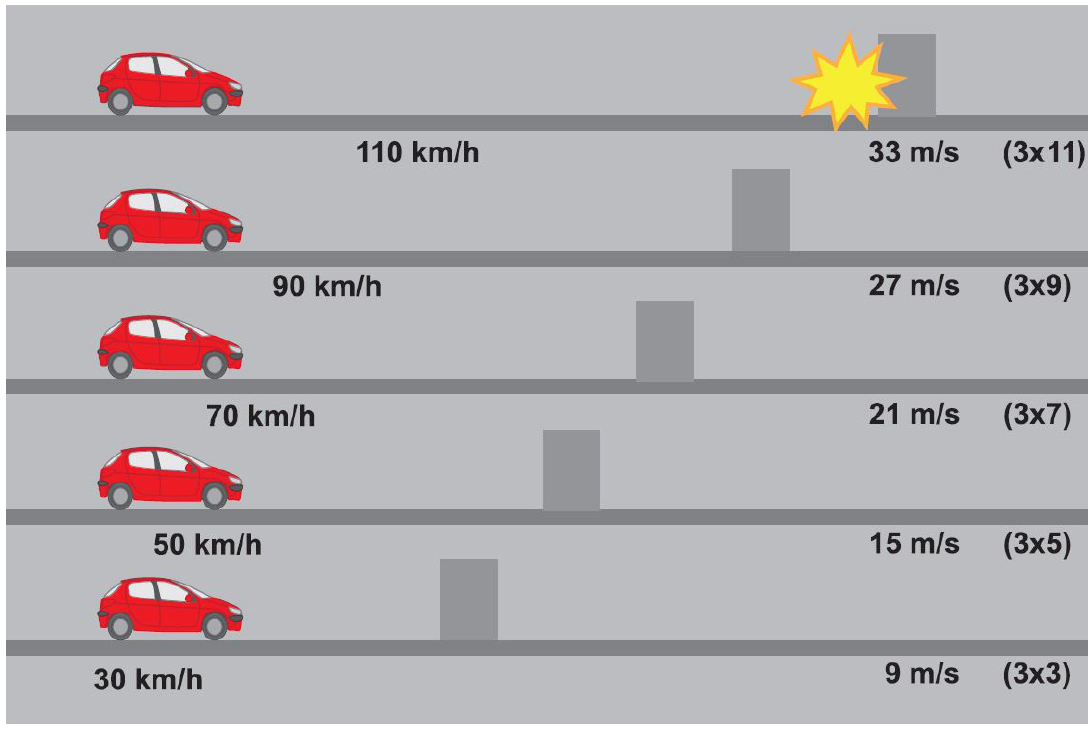 110 km/h 33 m/s (3x11)
90 km/h 27 m/s (3x9)
70 km/h 21 m/s (3x7)
50 km/h 15 m/s (3x5)
30 km/h 9 m/s (3x3)